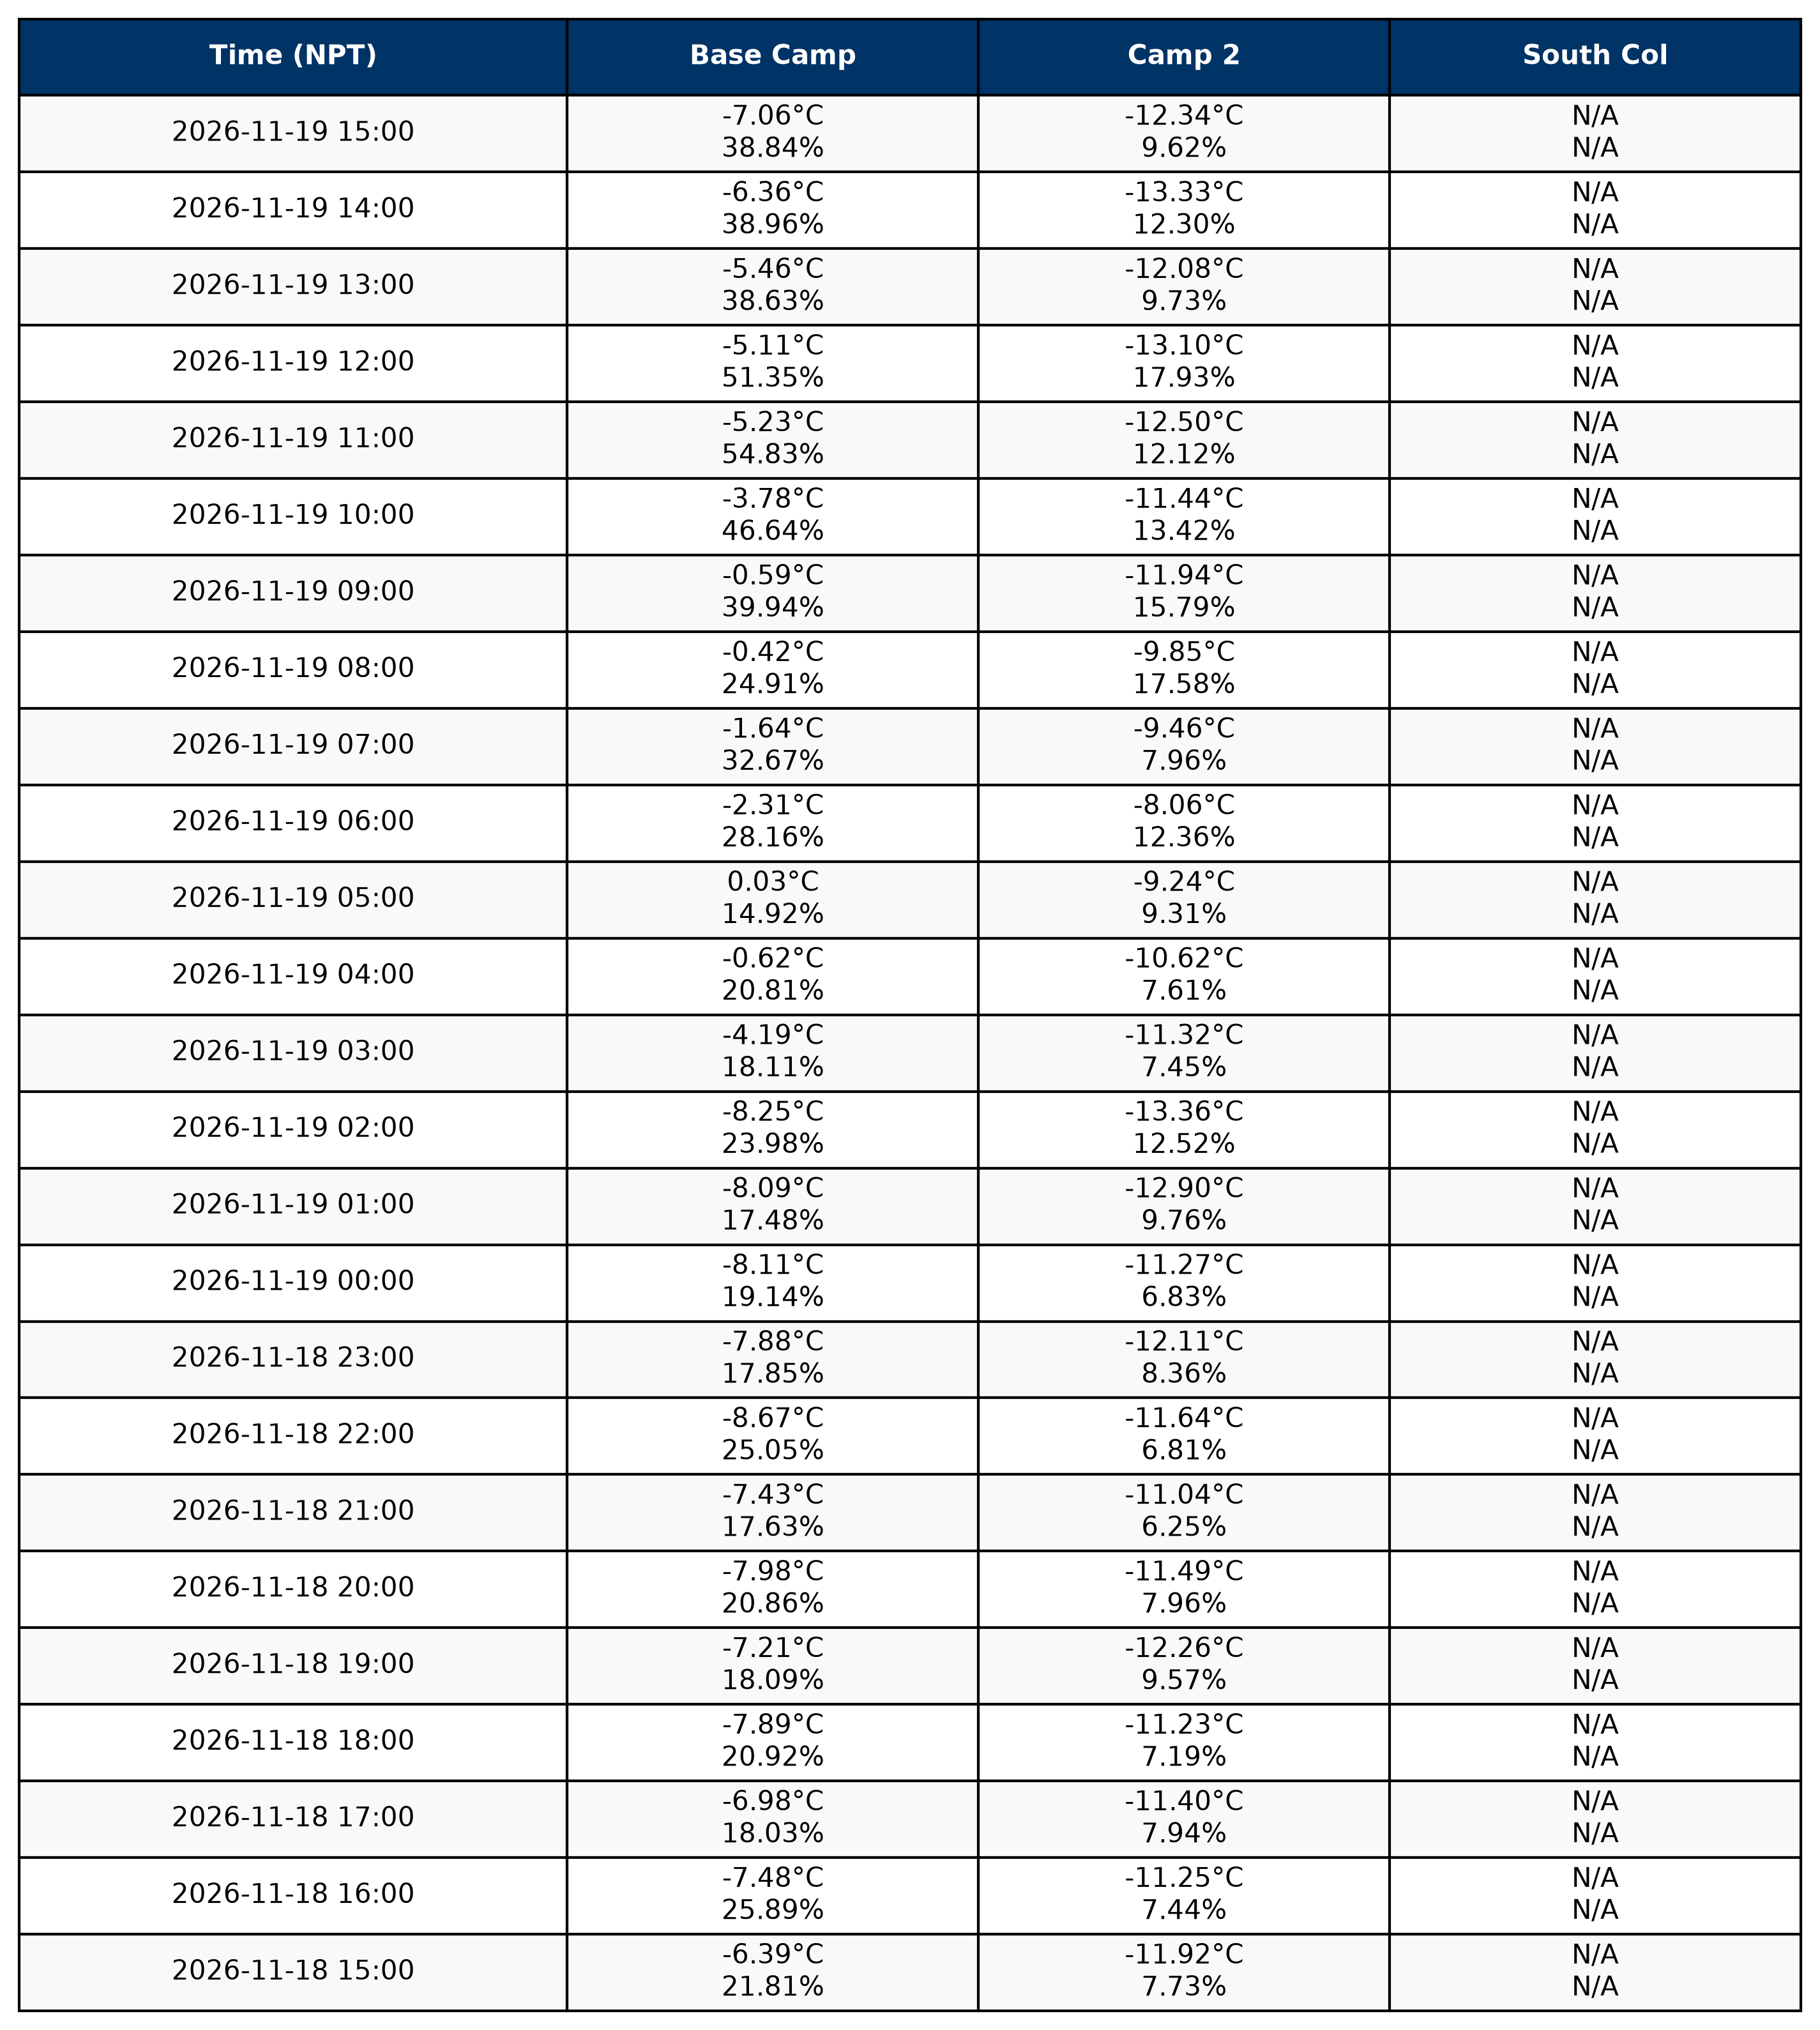 Time (NPT) Base Camp Camp 2 South Col
2026-11-19 15:00 -7.06°C 38.84% -12.34°C 9.62% N/A N/A
2026-11-19 14:00 -6.36°C 38.96% -13.33°C 12.30% N/A N/A
2026-11-19 13:00 -5.46°C 38.63% -12.08°C 9.73% N/A N/A
2026-11-19 12:00 -5.11°C 51.35% -13.10°C 17.93% N/A N/A
2026-11-19 11:00 -5.23°C 54.83% -12.50°C 12.12% N/A N/A
2026-11-19 10:00 -3.78°C 46.64% -11.44°C 13.42% N/A N/A
2026-11-19 09:00 -0.59°C 39.94% -11.94°C 15.79% N/A N/A
2026-11-19 08:00 -0.42°C 24.91% -9.85°C 17.58% N/A N/A
2026-11-19 07:00 -1.64°C 32.67% -9.46°C 7.96% N/A N/A
2026-11-19 06:00 -2.31°C 28.16% -8.06°C 12.36% N/A N/A
2026-11-19 05:00 0.03°C 14.92% -9.24°C 9.31% N/A N/A
2026-11-19 04:00 -0.62°C 20.81% -10.62°C 7.61% N/A N/A
2026-11-19 03:00 -4.19°C 18.11% -11.32°C 7.45% N/A N/A
2026-11-19 02:00 -8.25°C 23.98% -13.36°C 12.52% N/A N/A
2026-11-19 01:00 -8.09°C 17.48% -12.90°C 9.76% N/A N/A
2026-11-19 00:00 -8.11°C 19.14% -11.27°C 6.83% N/A N/A
2026-11-18 23:00 -7.88°C 17.85% -12.11°C 8.36% N/A N/A
2026-11-18 22:00 -8.67°C 25.05% -11.64°C 6.81% N/A N/A
2026-11-18 21:00 -7.43°C 17.63% -11.04°C 6.25% N/A N/A
2026-11-18 20:00 -7.98°C 20.86% -11.49°C 7.96% N/A N/A
2026-11-18 19:00 -7.21°C 18.09% -12.26°C 9.57% N/A N/A
2026-11-18 18:00 -7.89°C 20.92% -11.23°C 7.19% N/A N/A
2026-11-18 17:00 -6.98°C 18.03% -11.40°C 7.94% N/A N/A
2026-11-18 16:00 -7.48°C 25.89% -11.25°C 7.44% N/A N/A
2026-11-18 15:00 -6.39°C 21.81% -11.92°C 7.73% N/A N/A